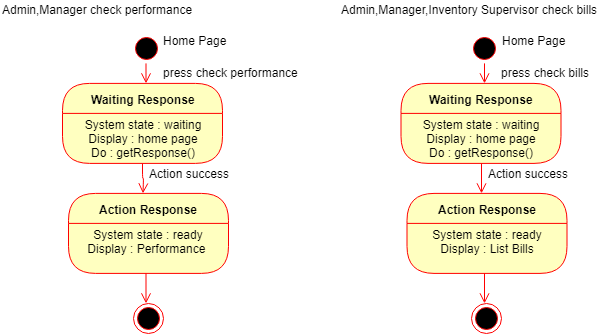 Admin,Manager check performance
Home Page
press check performance
Waiting Response
System state : waiting
Display : home page
Do : getResponse()
Action success
Action Response
System state : ready
Display : Performance
Admin,Manager,Inventory Supervisor check bills
Home Page
press check bills
Waiting Response
System state : waiting
Display : home page
Do : getResponse()
Action success
Action Response
System state : ready
Display : List Bills